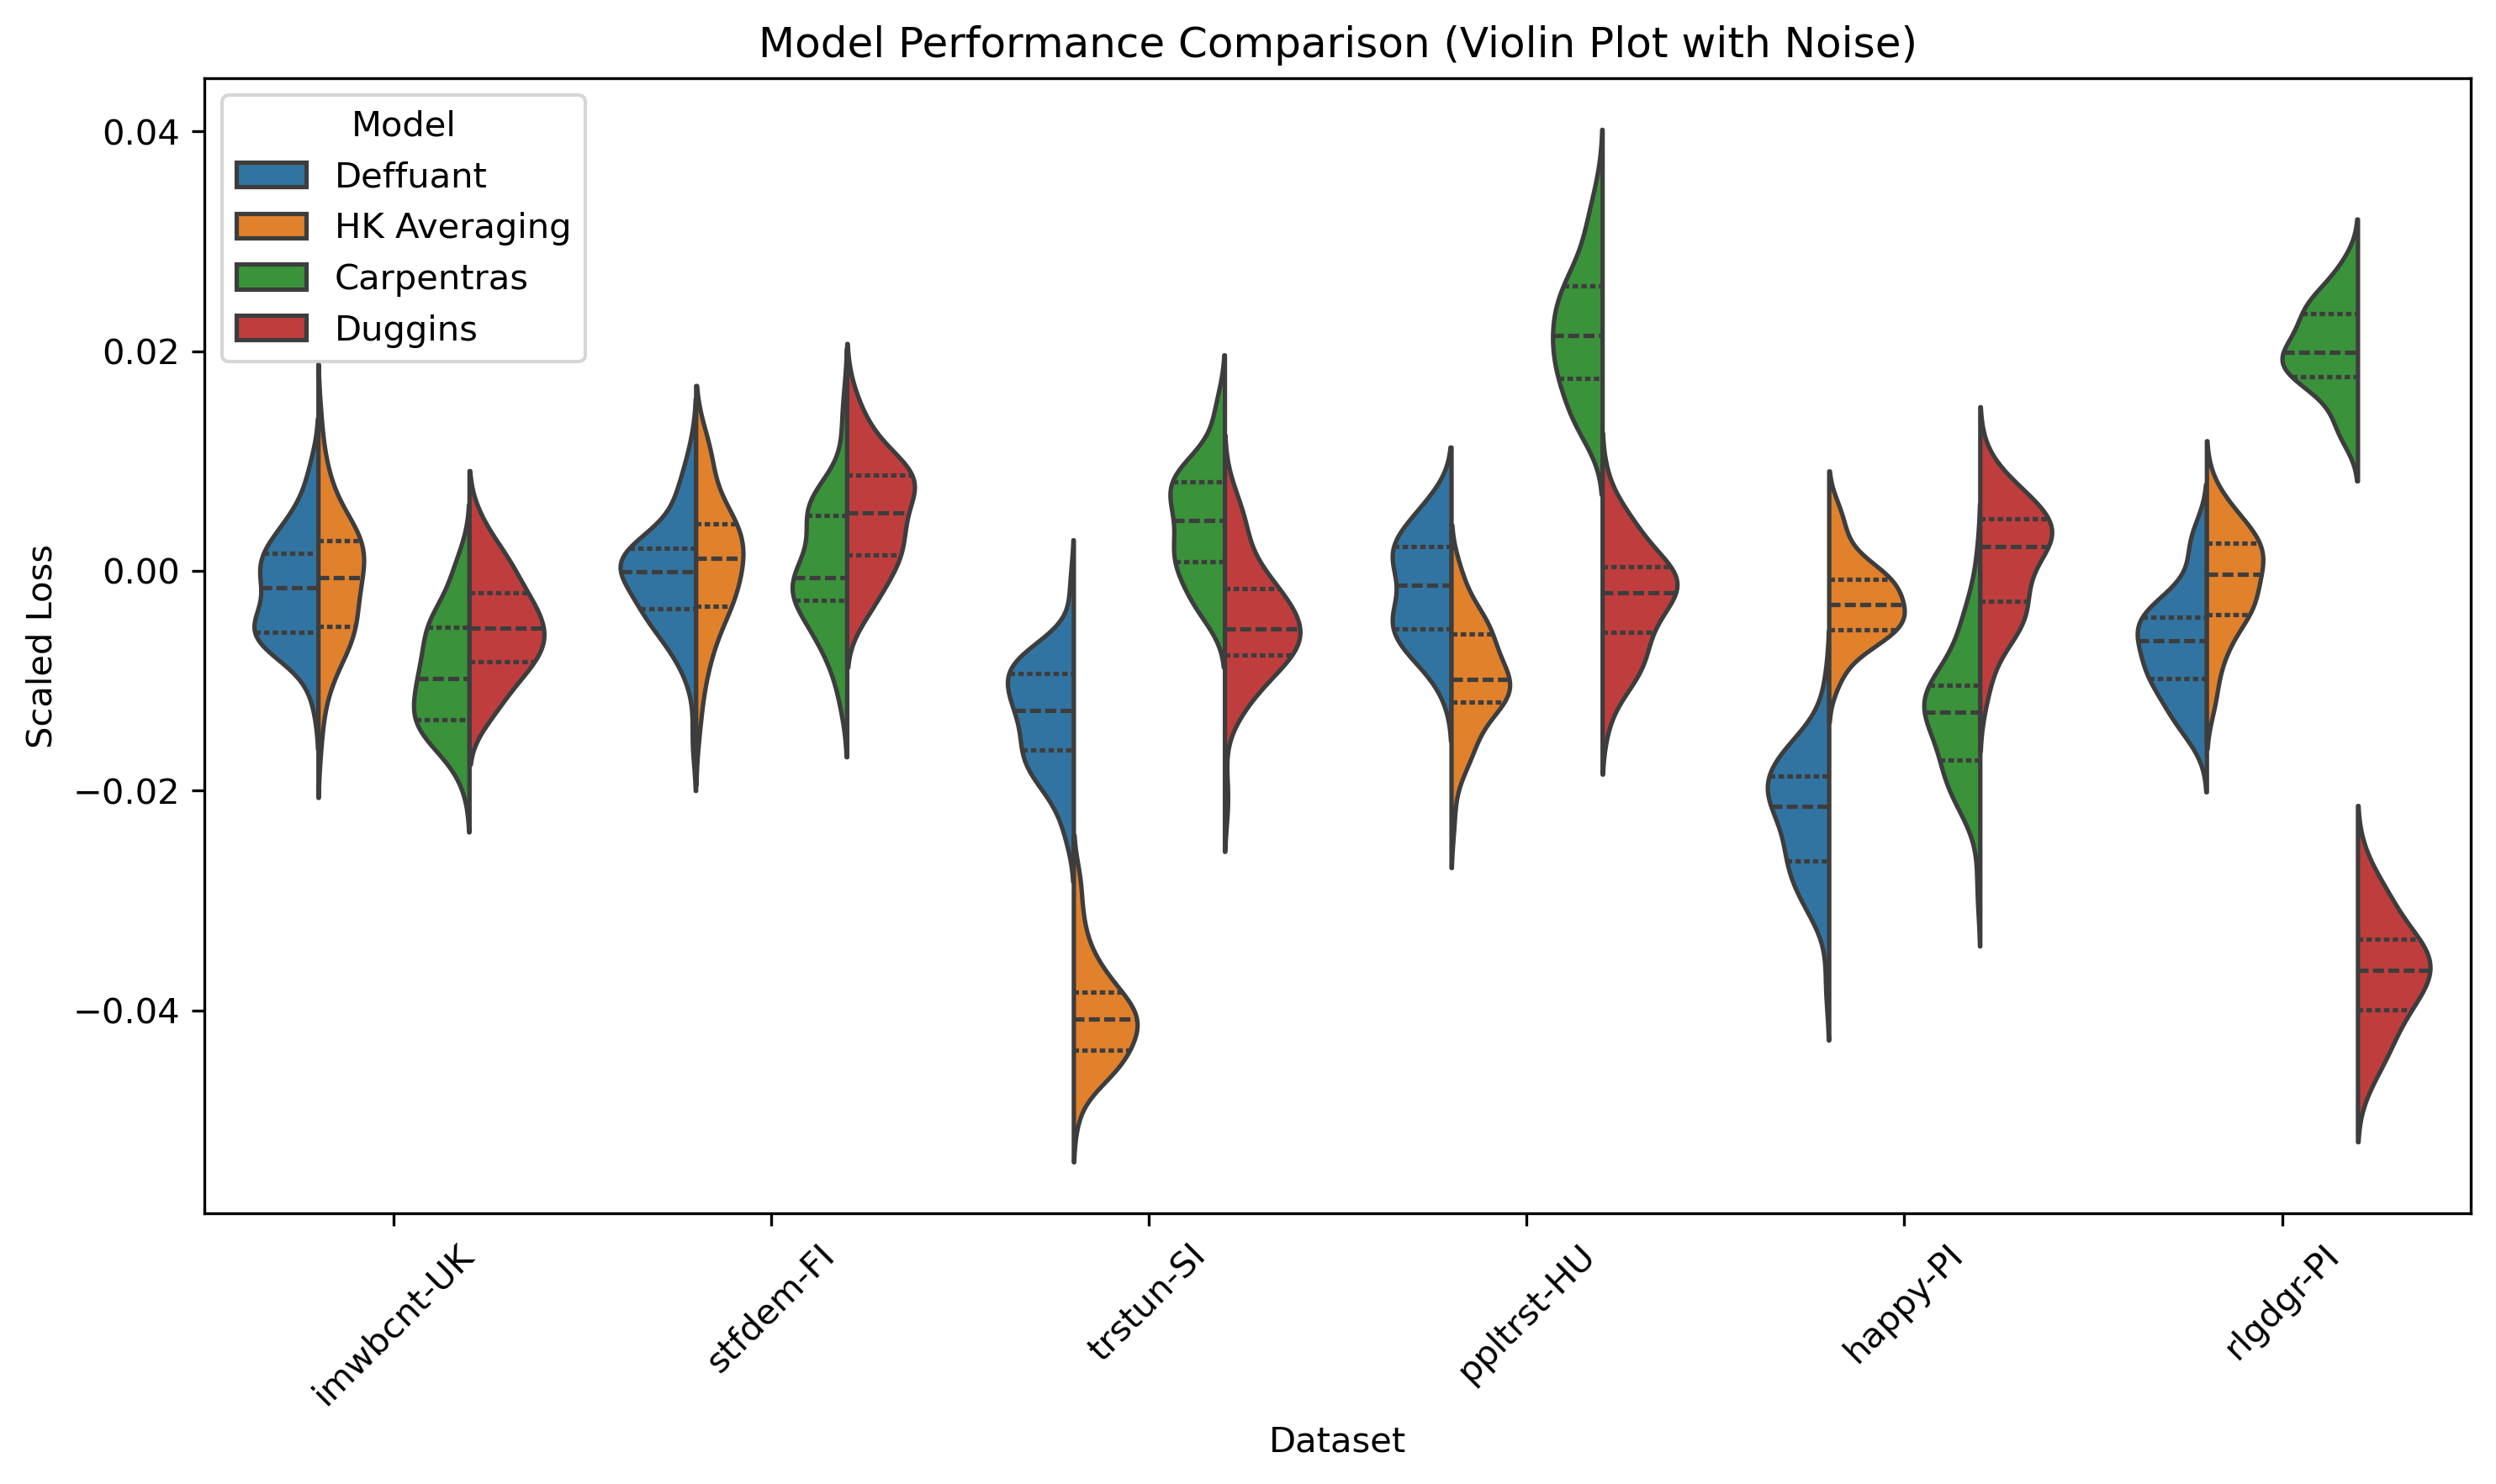 Model Performance Comparison (Violin Plot with Noise)
Model
Deffuant
HK Averaging
Carpentras
Duggins
Scaled Loss
0.04
0.02
0.00
−0.02
−0.04
imwbcnt-UK
stfdem-FI
trstun-SI
ppltrst-HU
happy-PI
rlgdgr-PI
Dataset